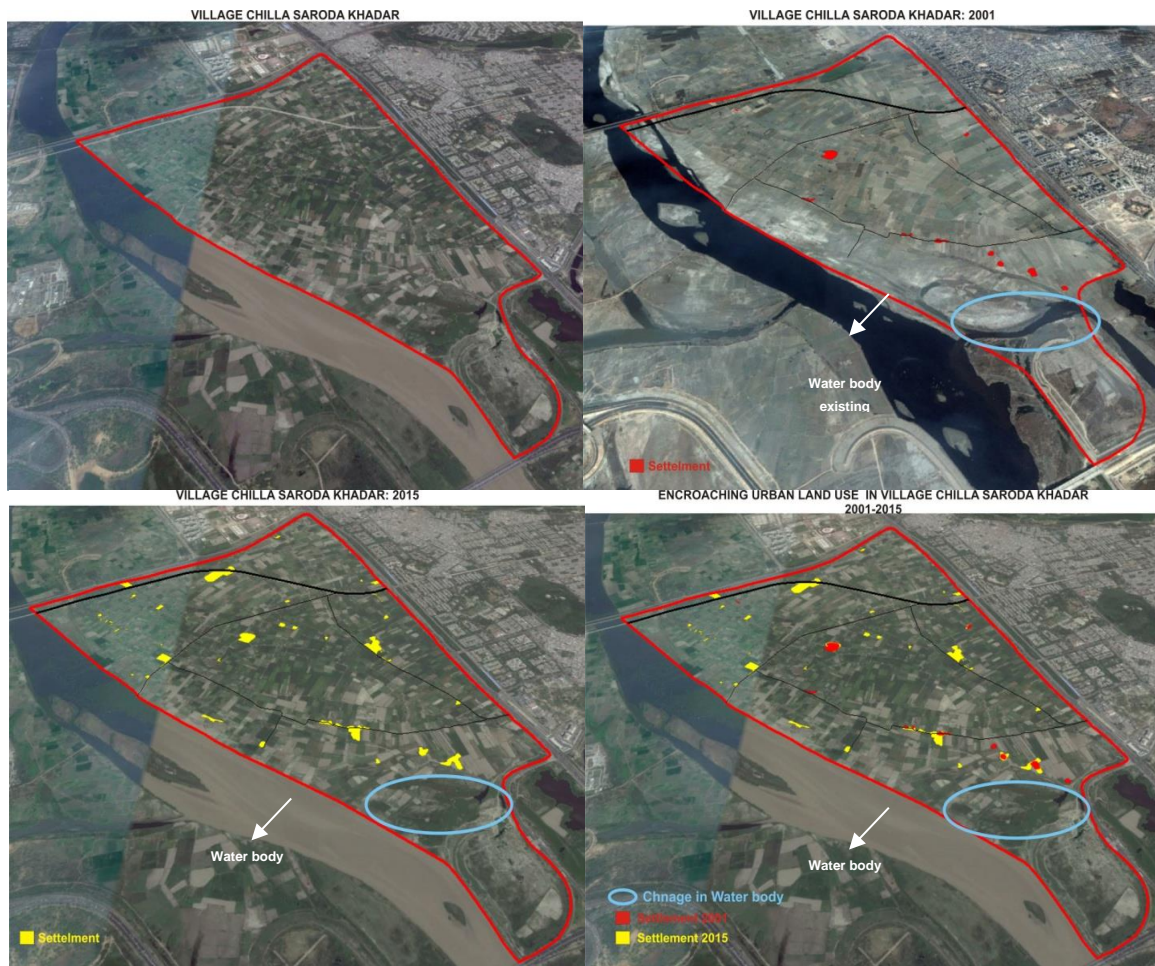 VILLAGE CHILLA SARODA KHADAR
VILLAGE CHILLA SARODA KHADAR: 2001
Water body
existing
Settelment
VILLAGE CHILLA SARODA KHADAR: 2015
Water body
Settelment
ENCROACHING URBAN LAND USE IN VILLAGE CHILLA SARODA KHADAR
2001-2015
Water body
Chnage in Water body
Settlement 2001
Settlement 2015